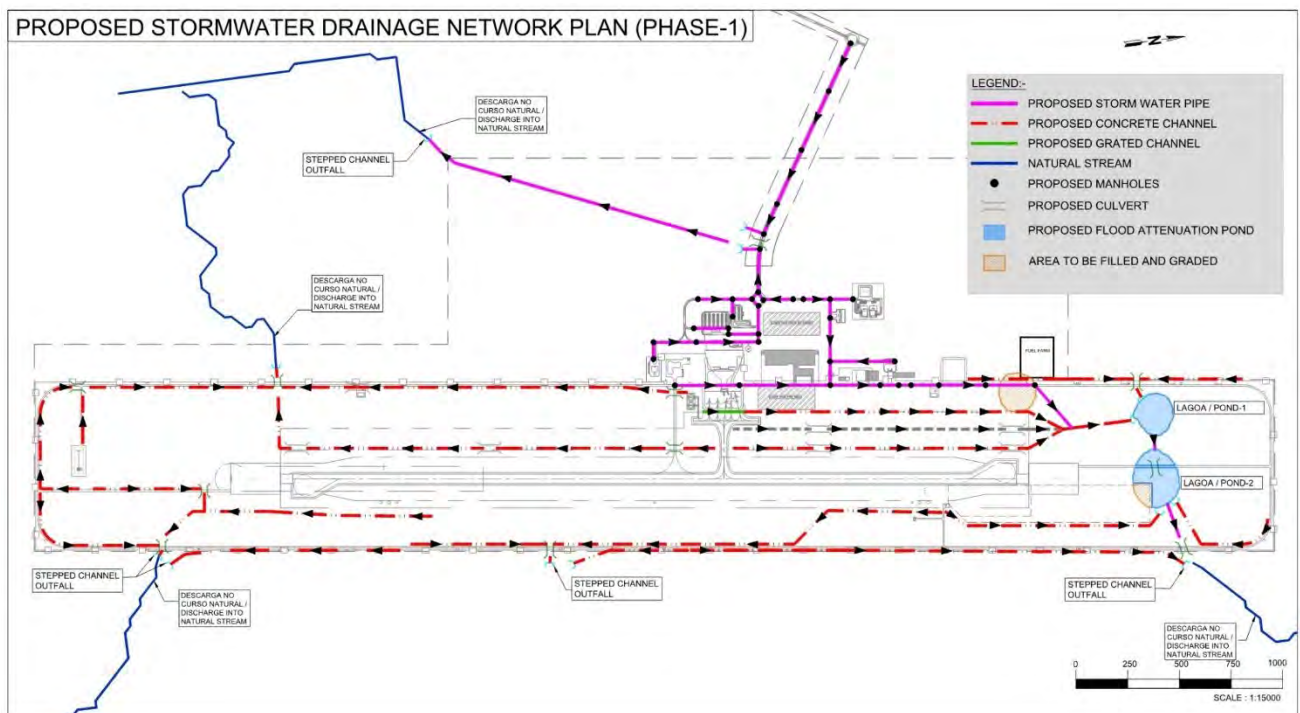 PROPOSED STORMWATER DRAINAGE NETWORK PLAN (PHASE-1)
N
LEGEND:-
PROPOSED STORM WATER PIPE
PROPOSED CONCRETE CHANNEL
PROPOSED GRATED CHANNEL
NATURAL STREAM
PROPOSED MANHOLES
PROPOSED CULVERT
PROPOSED FLOOD ATTENUATION POND
AREA TO BE FILLED AND GRADED
DESCARGA NO
CURSO NATURAL /
DISCHARGE INTO
NATURAL STREAM
STEPPED CHANNEL
OUTFALL
DESCARGA NO
CURSO NATURAL /
DISCHARGE INTO
NATURAL STREAM
FUEL FARM
LAGOA / POND-1
LAGOA / POND-2
STEPPED CHANNEL
OUTFALL
DESCARGA NO
CURSO NATURAL /
DISCHARGE INTO
NATURAL STREAM
STEPPED CHANNEL
OUTFALL
STEPPED CHANNEL
OUTFALL
DESCARGA NO
CURSO NATURAL /
DISCHARGE INTO
NATURAL STREAM
0 250 500 750 1000
SCALE : 1:15000